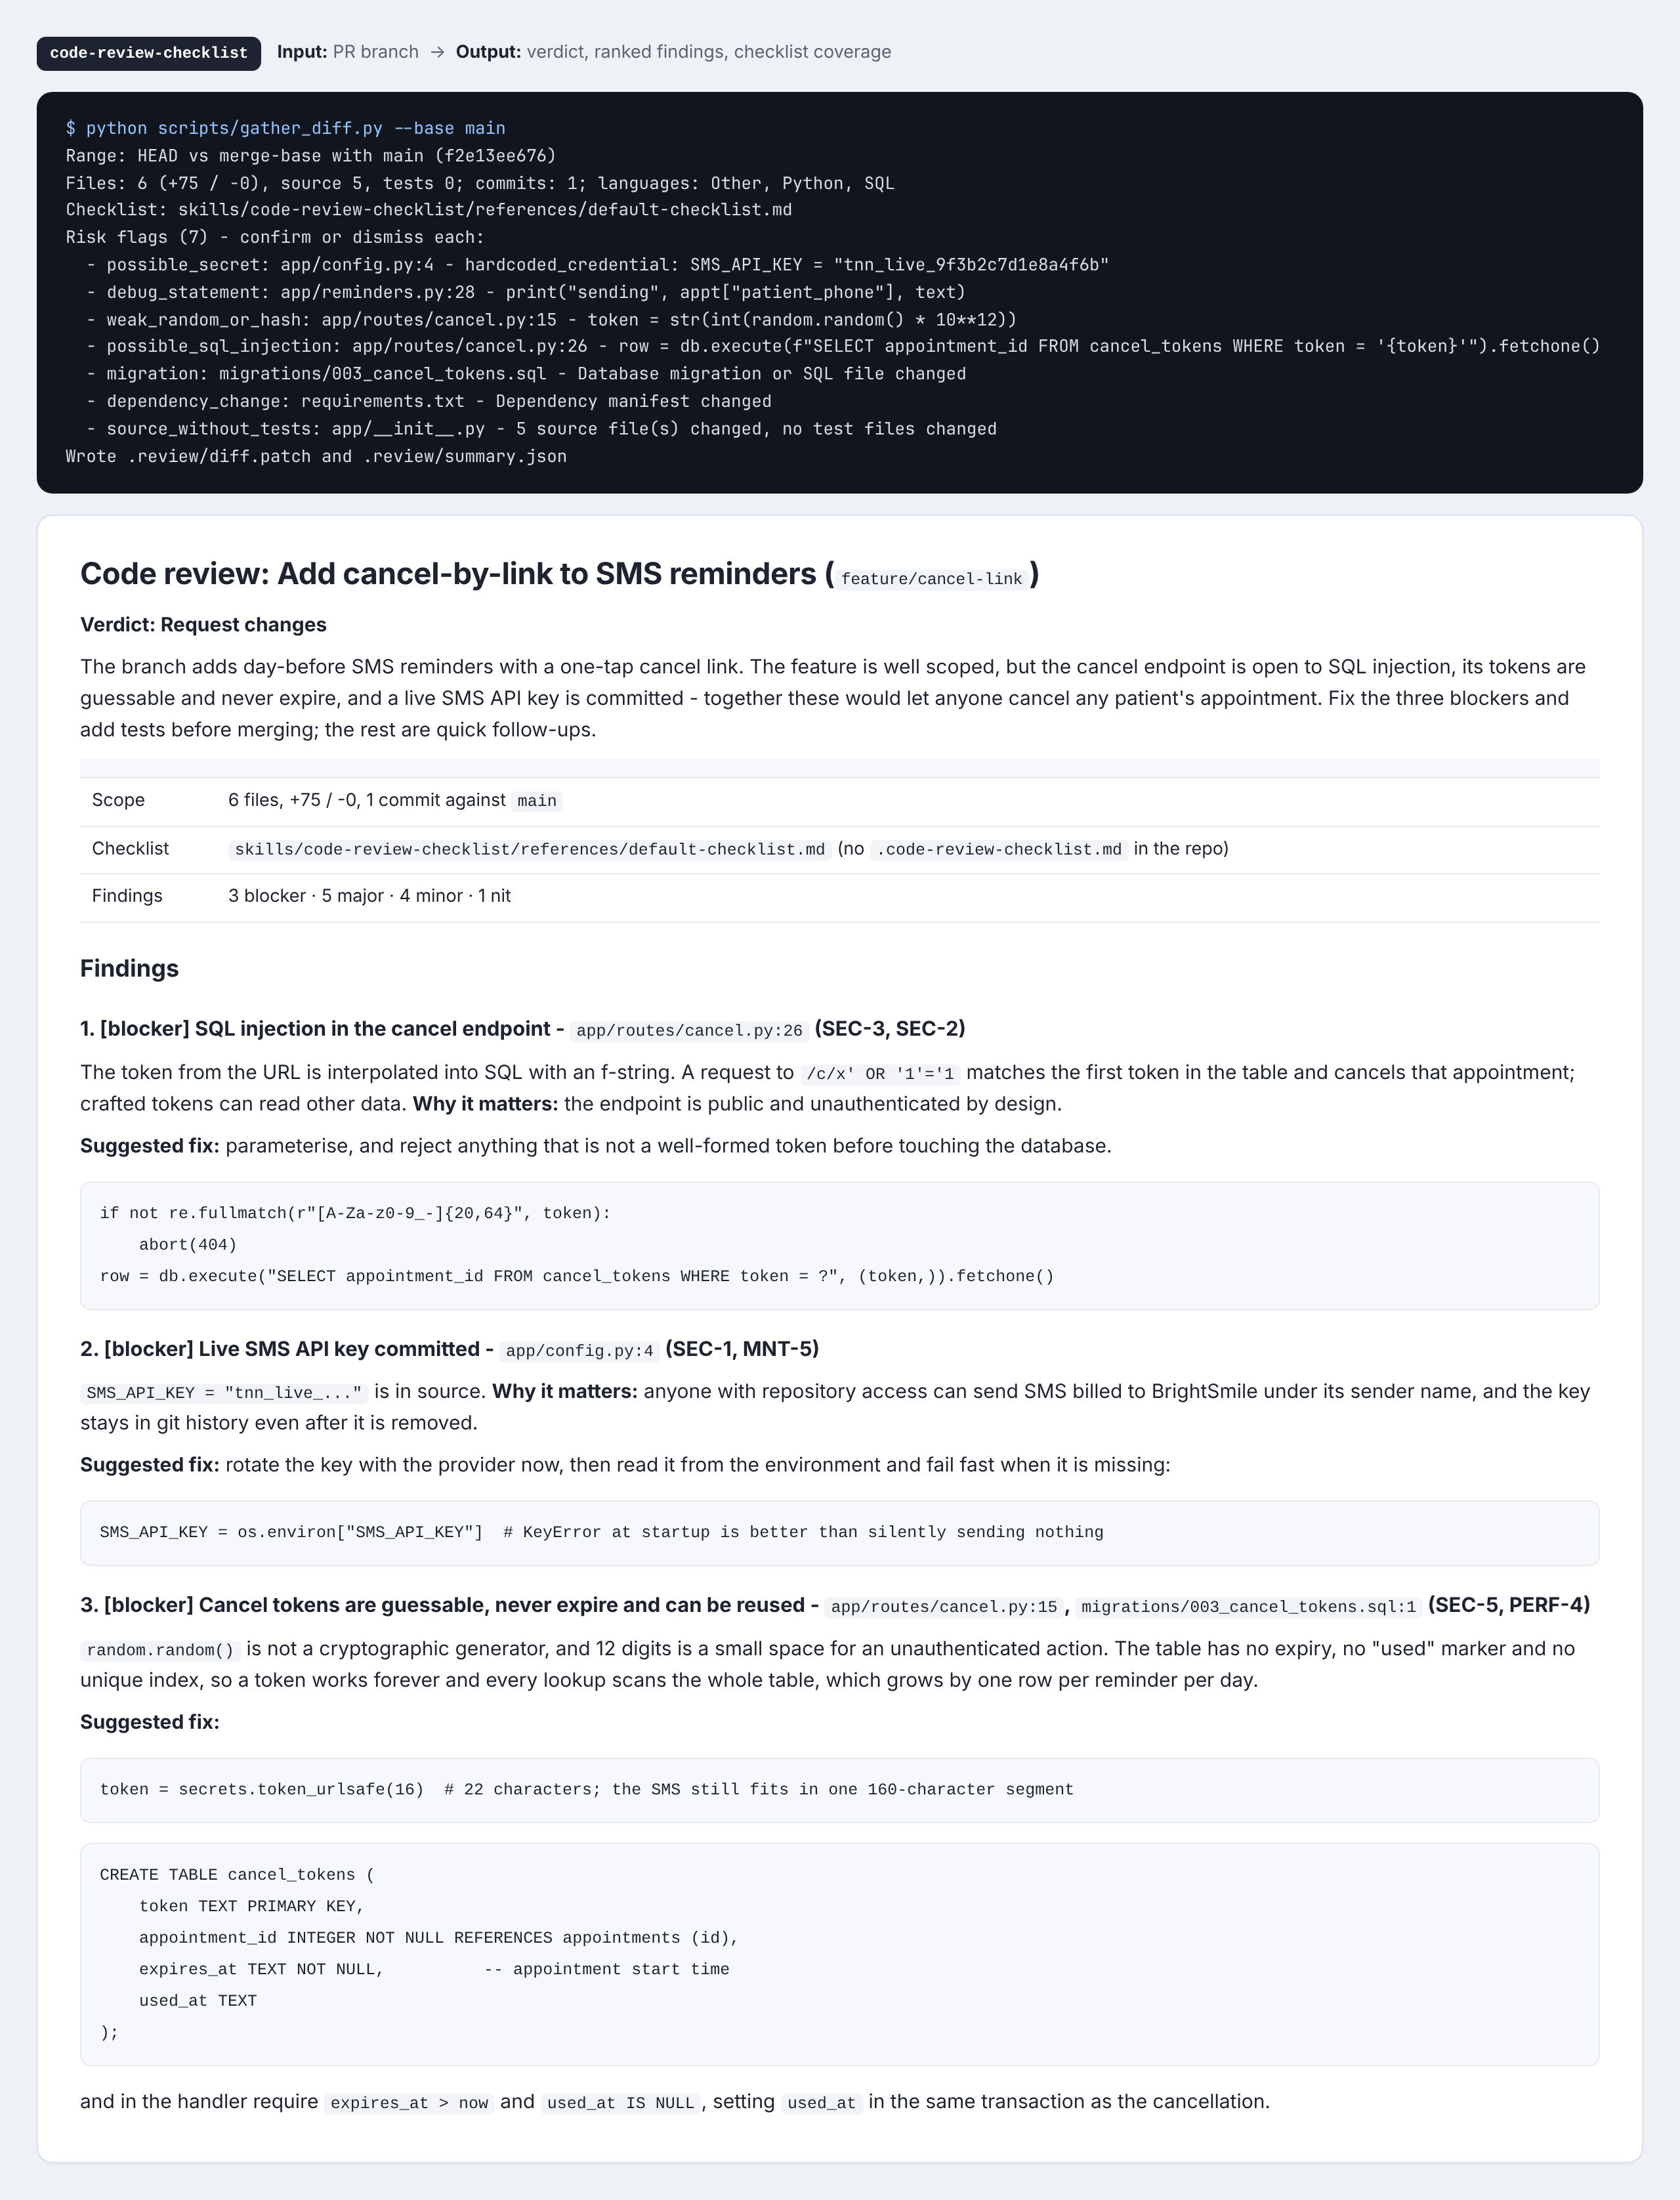 code-review-checklist Input: PR branch → Output: verdict, ranked findings, checklist coverage
$ python scripts/gather_diff.py --base main
Range: HEAD vs merge-base with main (f2e13ee676)
Files: 6 (+75 / -0), source 5, tests 0; commits: 1; languages: Other, Python, SQL
Checklist: skills/code-review-checklist/references/default-checklist.md
Risk flags (7) - confirm or dismiss each:
  - possible_secret: app/config.py:4 - hardcoded_credential: SMS_API_KEY = "tnn_live_9f3b2c7d1e8a4f6b"
  - debug_statement: app/reminders.py:28 - print("sending", appt["patient_phone"], text)
  - weak_random_or_hash: app/routes/cancel.py:15 - token = str(int(random.random() * 10**12))
  - possible_sql_injection: app/routes/cancel.py:26 - row = db.execute(f"SELECT appointment_id FROM cancel_tokens WHERE token = '{token}'").fetchone()
  - migration: migrations/003_cancel_tokens.sql - Database migration or SQL file changed
  - dependency_change: requirements.txt - Dependency manifest changed
  - source_without_tests: app/__init__.py - 5 source file(s) changed, no test files changed
Wrote .review/diff.patch and .review/summary.json
Code review: Add cancel-by-link to SMS reminders (feature/cancel-link)
Verdict: Request changes
The branch adds day-before SMS reminders with a one-tap cancel link. The feature is well scoped, but the cancel endpoint is open to SQL injection, its tokens are
guessable and never expire, and a live SMS API key is committed - together these would let anyone cancel any patient's appointment. Fix the three blockers and
add tests before merging; the rest are quick follow-ups.
Scope 6 files, +75 / -0, 1 commit against main
Checklist skills/code-review-checklist/references/default-checklist.md (no .code-review-checklist.md in the repo)
Findings 3 blocker · 5 major · 4 minor · 1 nit
Findings
1. [blocker] SQL injection in the cancel endpoint - app/routes/cancel.py:26 (SEC-3, SEC-2)
The token from the URL is interpolated into SQL with an f-string. A request to /c/x' OR '1'='1 matches the first token in the table and cancels that appointment;
crafted tokens can read other data. Why it matters: the endpoint is public and unauthenticated by design.
Suggested fix: parameterise, and reject anything that is not a well-formed token before touching the database.
if not re.fullmatch(r"[A-Za-z0-9_-]{20,64}", token):
    abort(404)
row = db.execute("SELECT appointment_id FROM cancel_tokens WHERE token = ?", (token,)).fetchone()
2. [blocker] Live SMS API key committed - app/config.py:4 (SEC-1, MNT-5)
SMS_API_KEY = "tnn_live_..." is in source. Why it matters: anyone with repository access can send SMS billed to BrightSmile under its sender name, and the key
stays in git history even after it is removed.
Suggested fix: rotate the key with the provider now, then read it from the environment and fail fast when it is missing:
SMS_API_KEY = os.environ["SMS_API_KEY"]  # KeyError at startup is better than silently sending nothing
3. [blocker] Cancel tokens are guessable, never expire and can be reused - app/routes/cancel.py:15, migrations/003_cancel_tokens.sql:1 (SEC-5, PERF-4)
random.random() is not a cryptographic generator, and 12 digits is a small space for an unauthenticated action. The table has no expiry, no "used" marker and no
unique index, so a token works forever and every lookup scans the whole table, which grows by one row per reminder per day.
Suggested fix:
token = secrets.token_urlsafe(16)  # 22 characters; the SMS still fits in one 160-character segment
CREATE TABLE cancel_tokens (
    token TEXT PRIMARY KEY,
    appointment_id INTEGER NOT NULL REFERENCES appointments (id),
    expires_at TEXT NOT NULL,          -- appointment start time
    used_at TEXT
);
and in the handler require expires_at > now and used_at IS NULL, setting used_at in the same transaction as the cancellation.